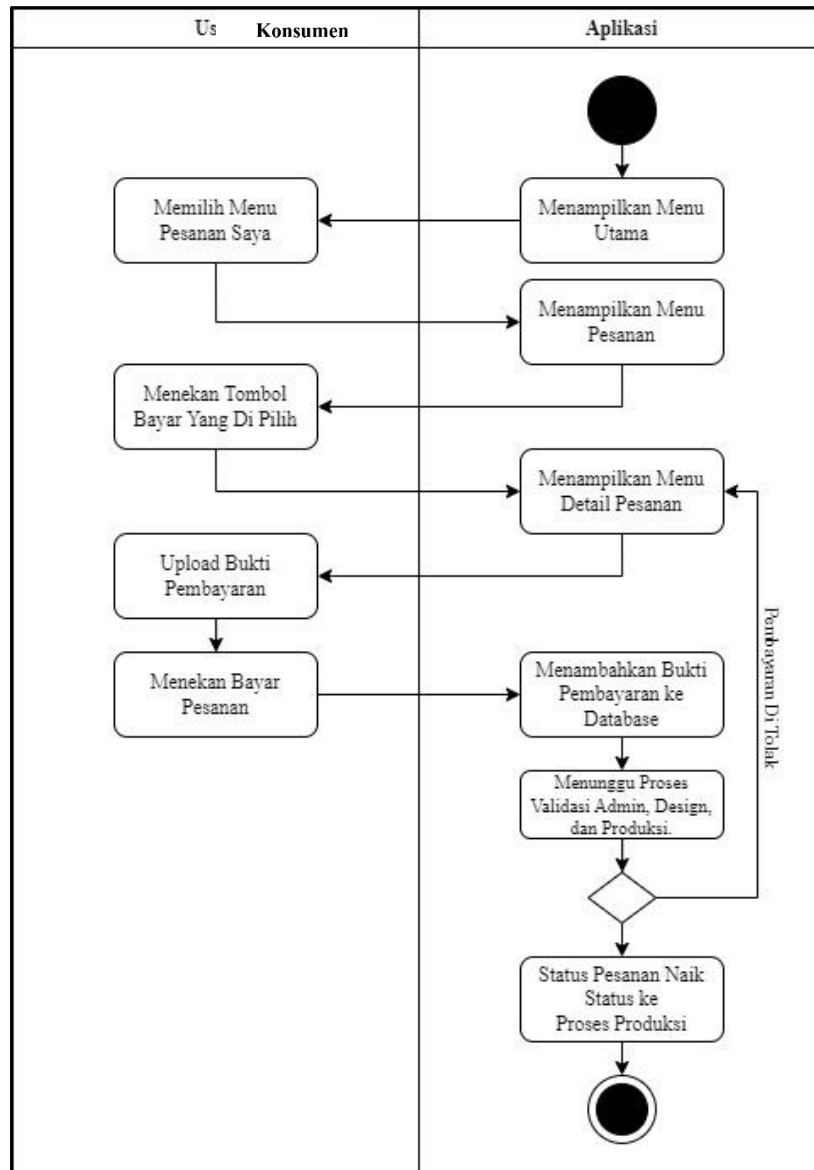 Us Konsumen
Aplikasi
Memilih Menu
Pesanan Saya
Menampilkan Menu
Utama
Menampilkan Menu
Pesanan
Menekan Tombol
Bayar Yang Di Pilih
Menampilkan Menu
Detail Pesanan
Upload Bukti
Pembayaran
Menekan Bayar
Pesanan
Menambahkan Bukti
Pembayaran ke
Database
Pembayaran Di Tolak
Menunggu Proses
Validasi Admin, Design,
dan Produksi.
Status Pesanan Naik
Status ke
Proses Produksi